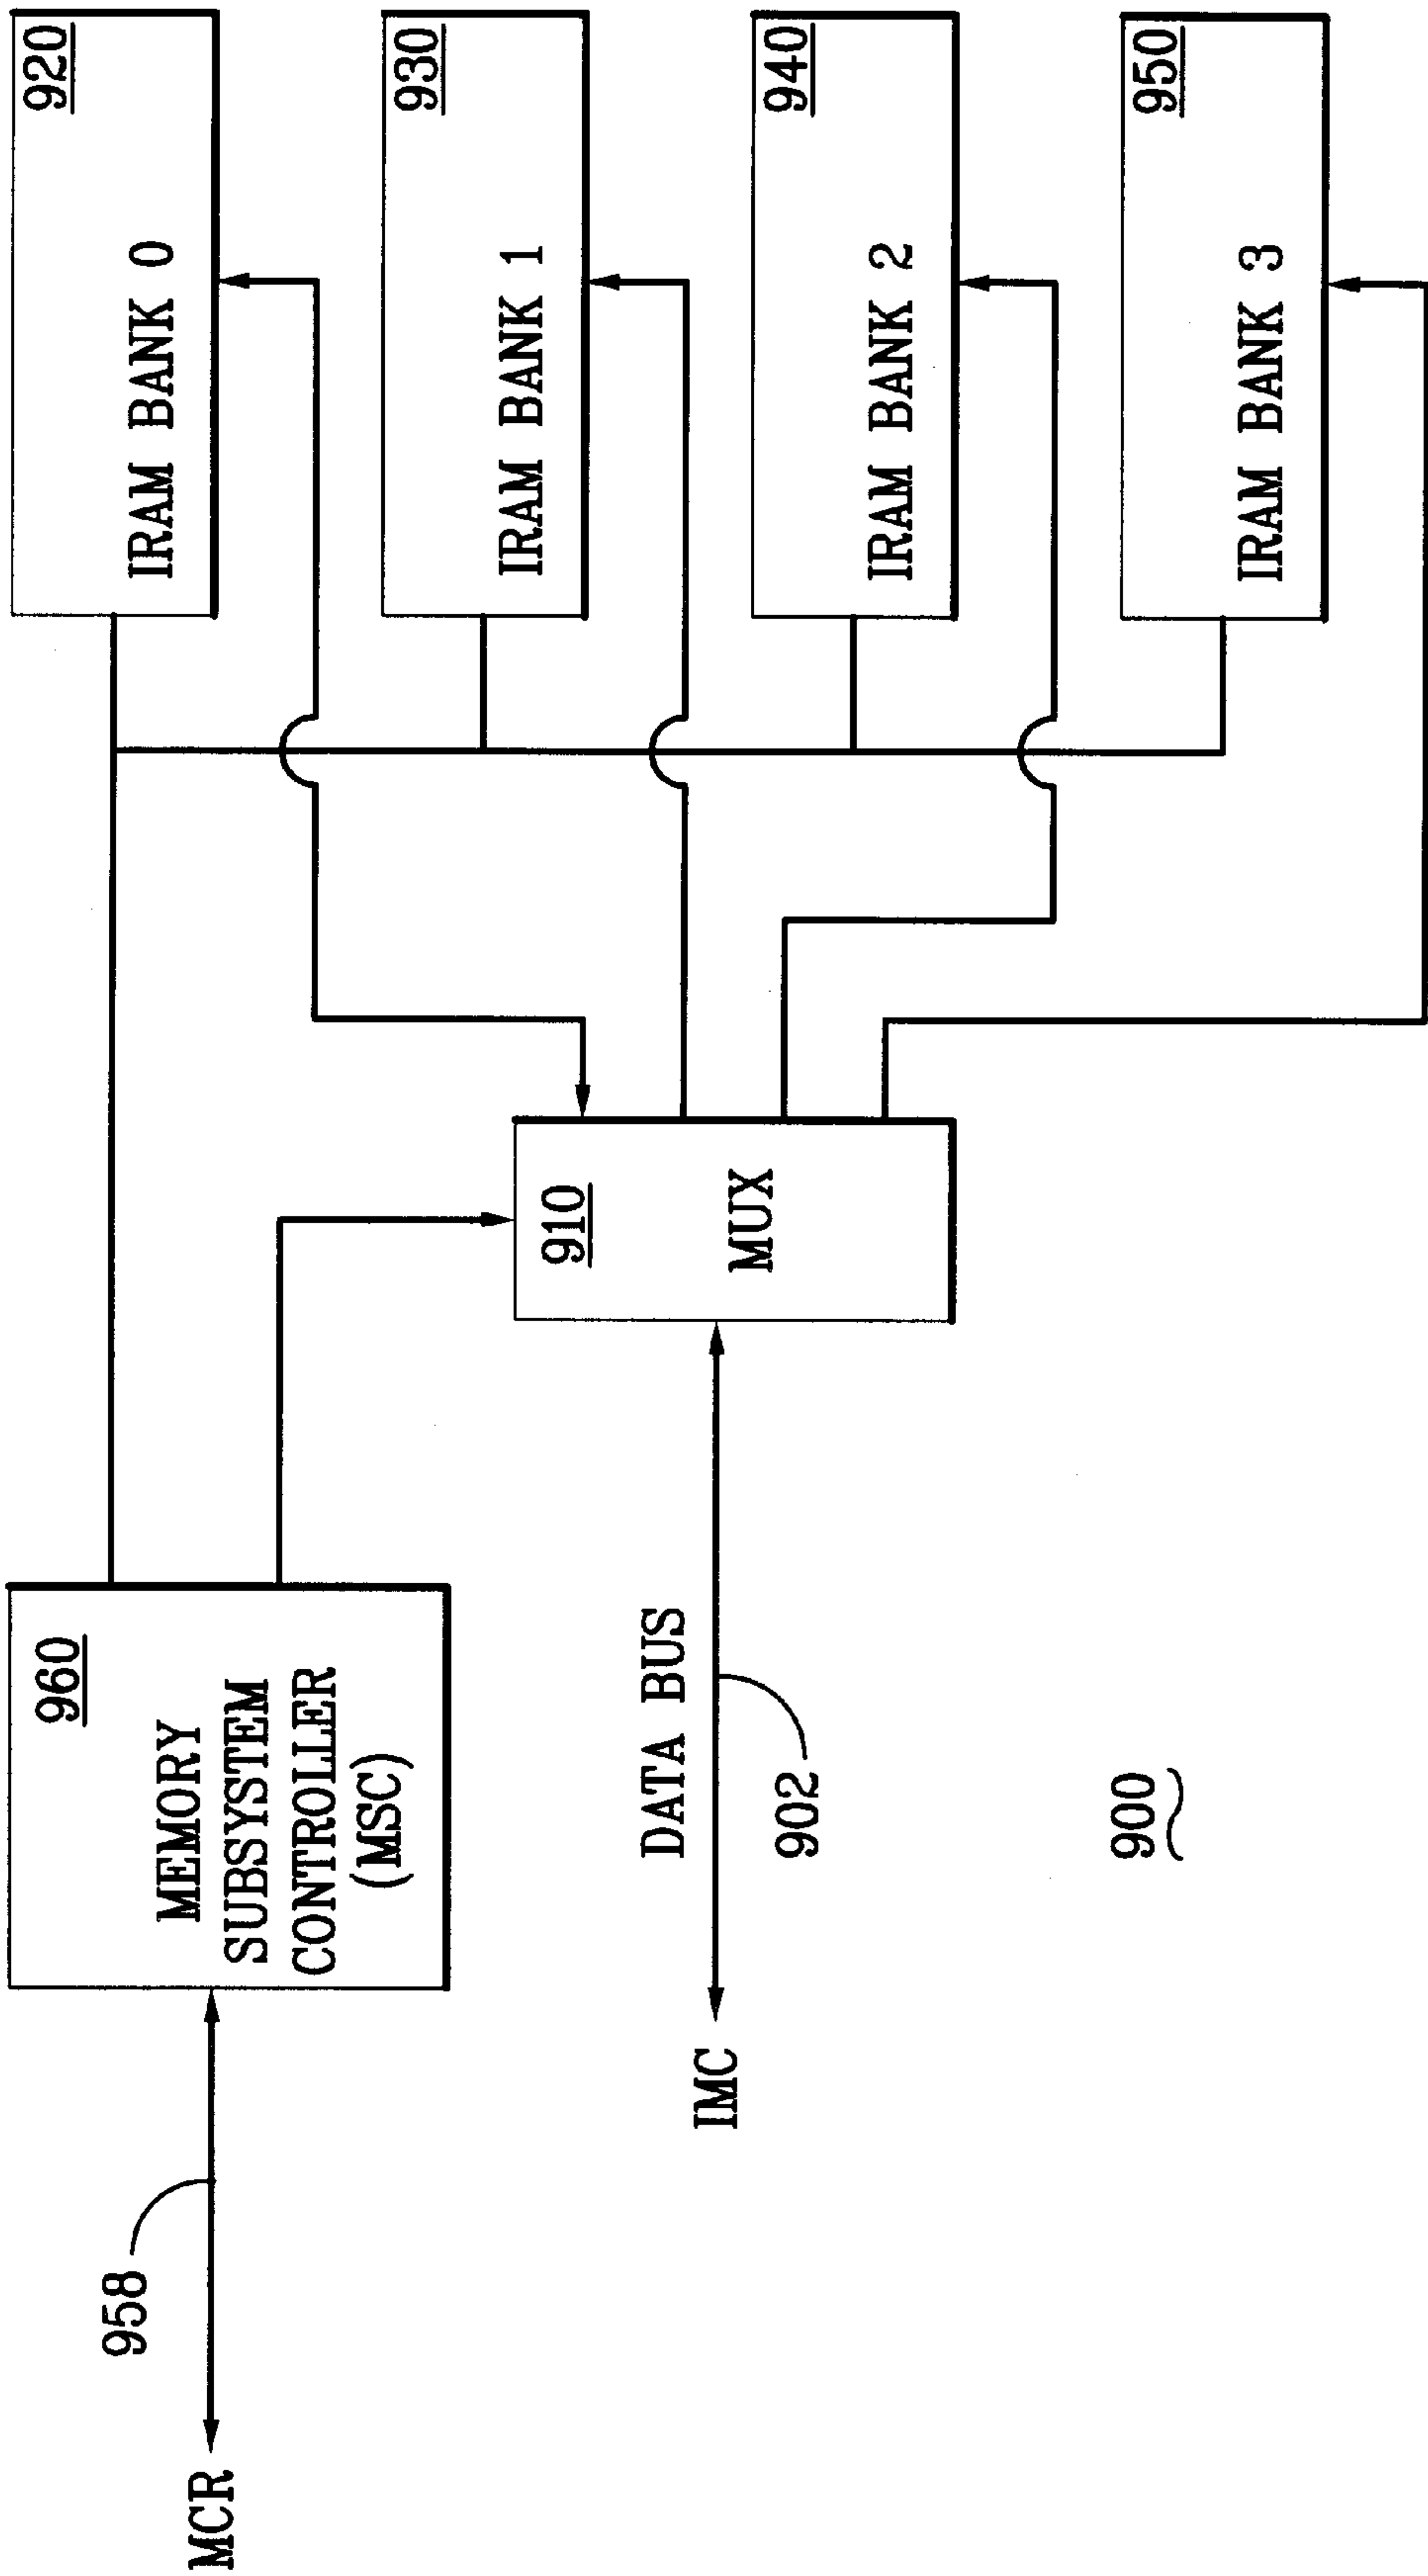 920
IRAM BANK 0
930
IRAM BANK 1
940
IRAM BANK 2
950
IRAM BANK 3
960
MEMORY
SUBSYSTEM
CONTROLLER
(MSC)
910
MUX
958
MCR
DATA BUS
902
IMC
900